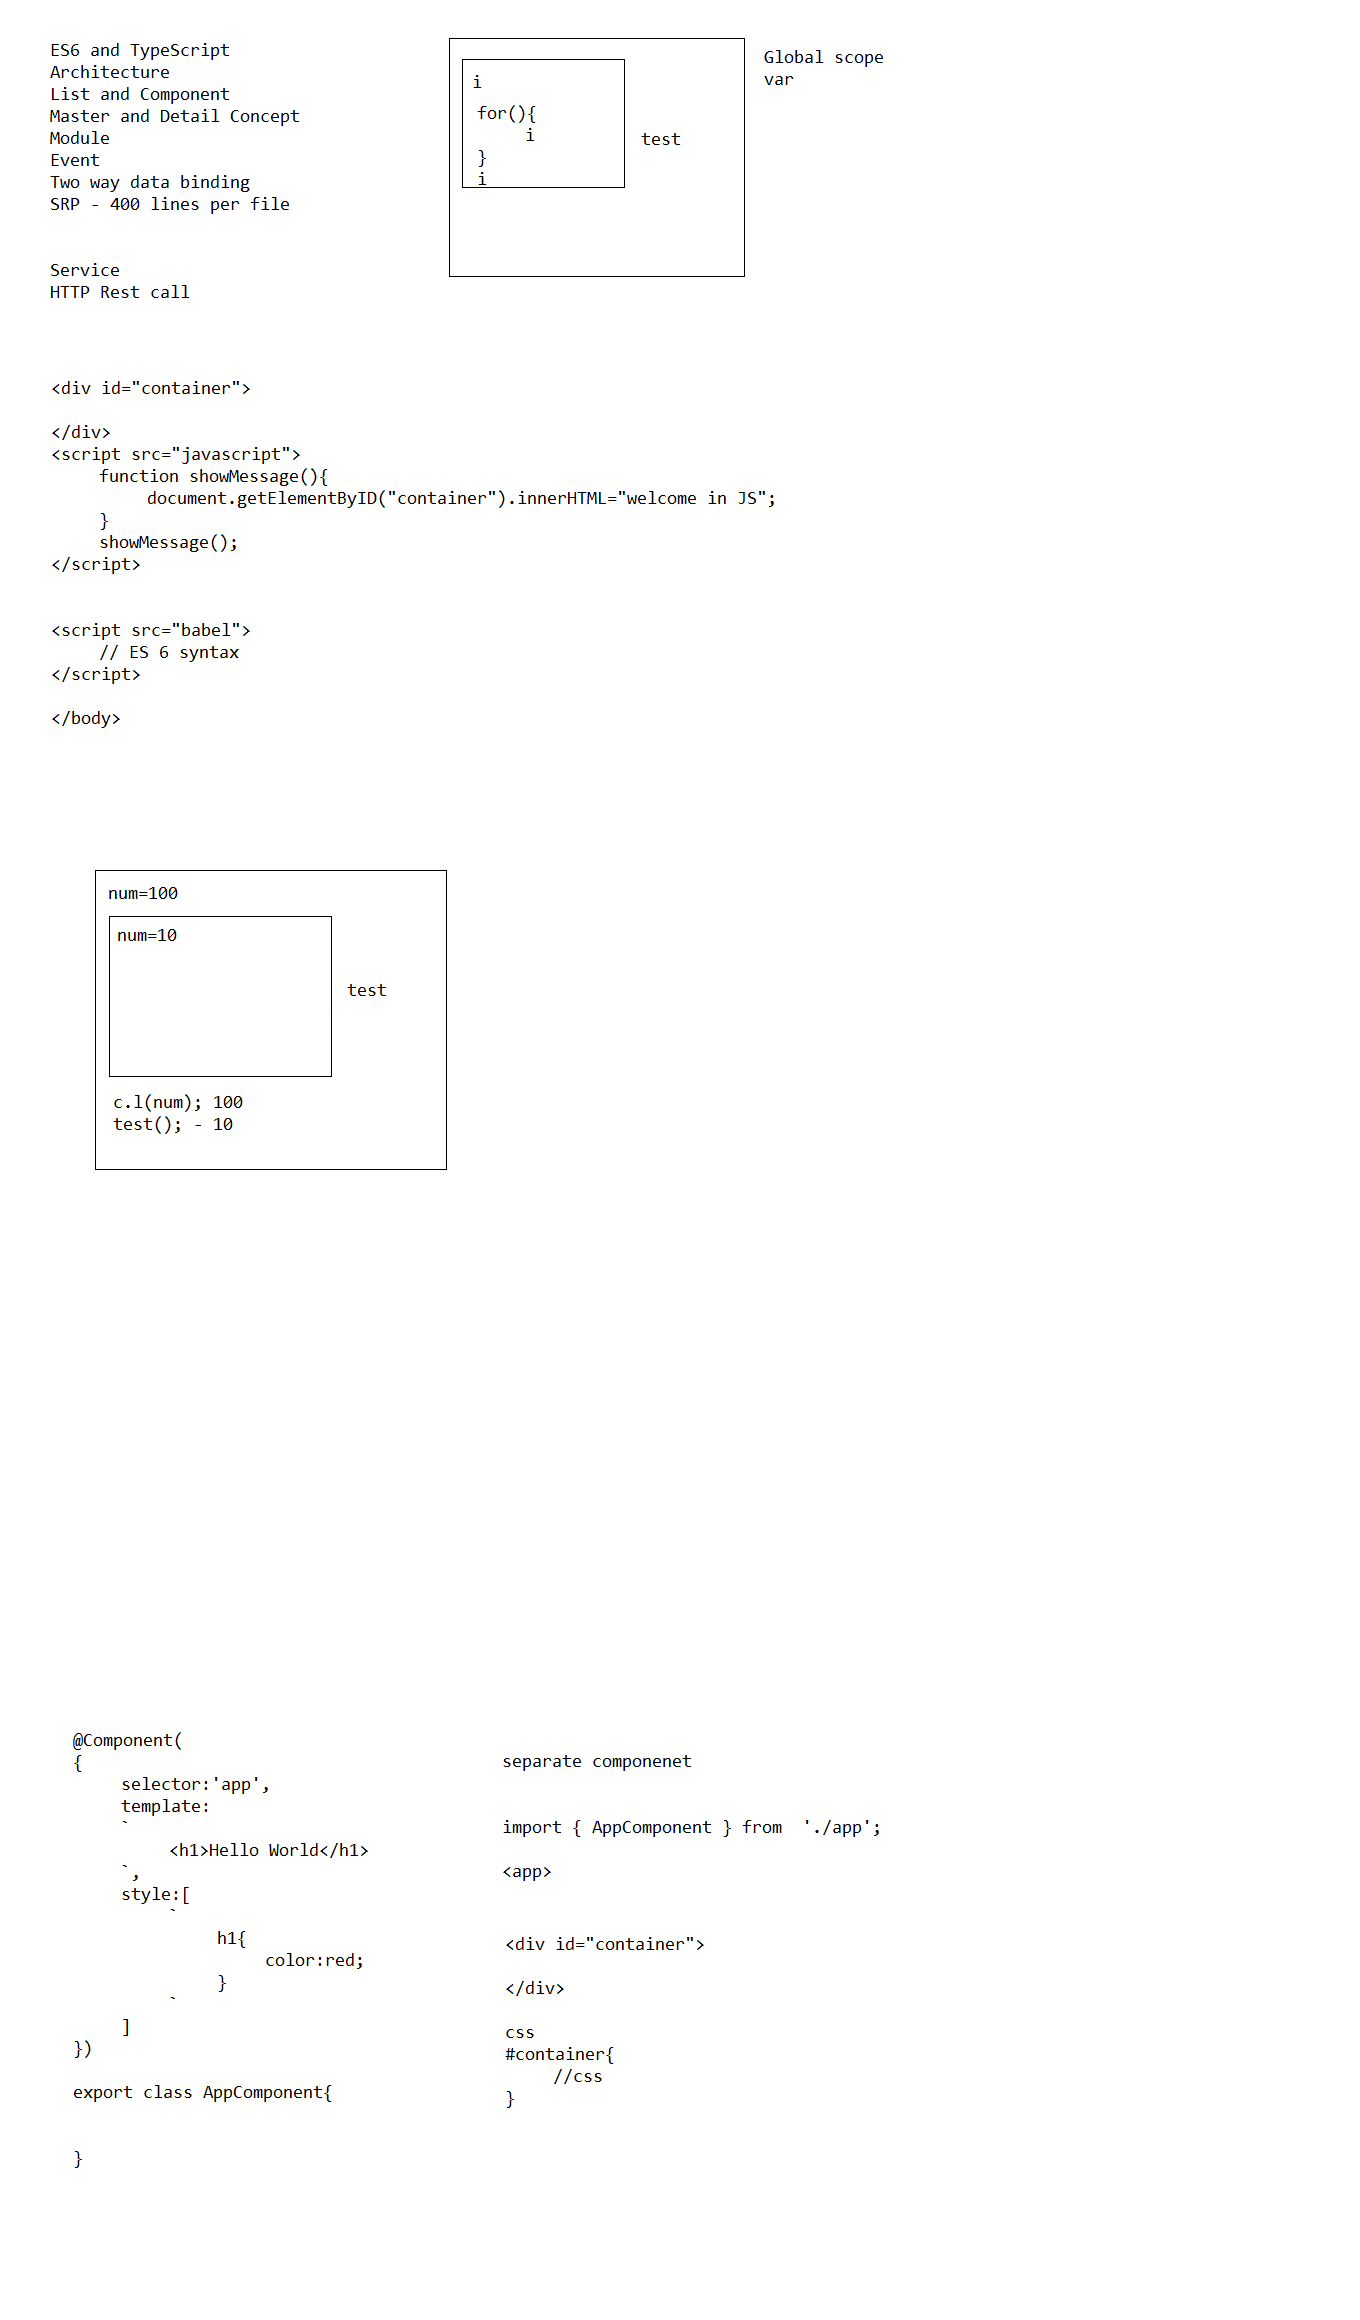 ES6 and TypeScript
Architecture
List and Component
Master and Detail Concept
Module
Event
Two way data binding
SRP - 400 lines per file
Service
HTTP Rest call
i
for(){
i
}
i
test
Global scope
var
<div id="container">
</div>
<script src="javascript">
function showMessage(){
document.getElementByID("container").innerHTML="welcome in JS";
}
showMessage();
</script>
<script src="babel">
// ES 6 syntax
</script>
</body>
num=100
num=10
test
c.l(num); 100
test(); - 10
@Component(
{
selector:'app',
template:
`
<h1>Hello World</h1>
`,
style:[
`
h1{
color:red;
}
`
]
})
export class AppComponent{
}
separate componenet
import { AppComponent } from  './app';
<app>
<div id="container">
</div>
css
#container{
//css
}